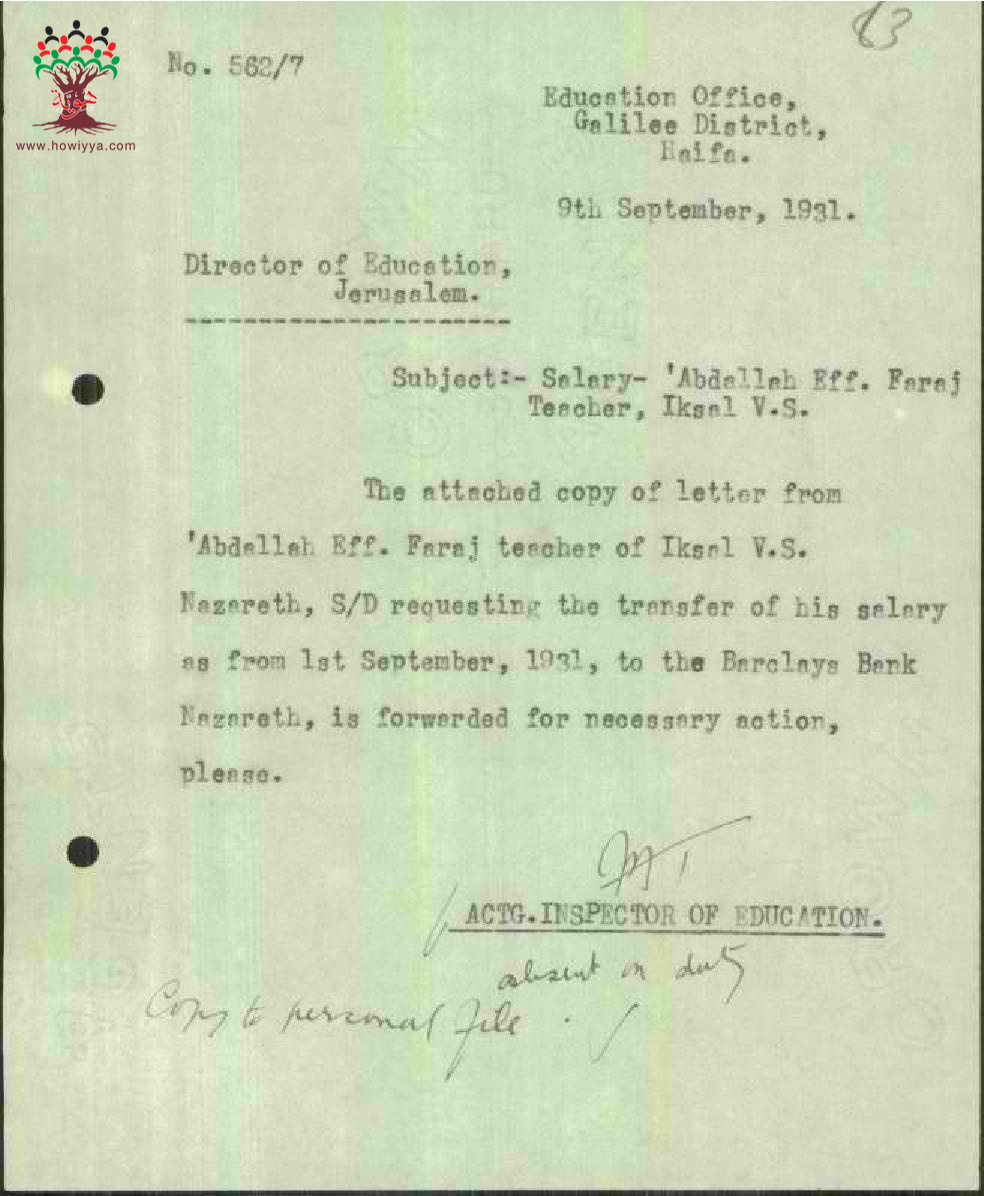 13
No. 562/7
Education Office,
Galilee District,
Haifa.
9th September, 1931.
Director of Education,
Jerusalem.
Subject:- Salary- 'Abdallah Eff. Faraj
Teacher, Iksal V.S.
The attached copy of letter from
'Abdallah Eff. Faraj teacher of Iksal V.S.
Nazareth, S/D requesting the transfer of his salary
as from 1st September, 1931, to the Barclays Bank
Nazareth, is forwarded for necessary action,
please.
ACTG.INSPECTOR OF EDUCATION.
absent on duty
Copy to personal file.
هوية
www.howiyya.com